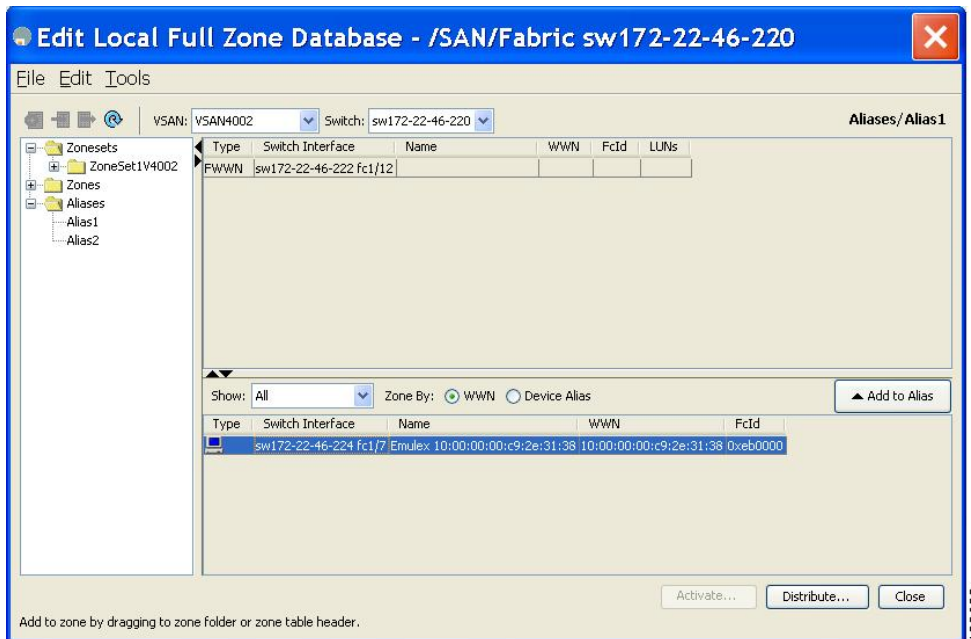 Edit Local Full Zone Database - /SAN/Fabric sw172-22-46-220
File Edit Tools
VSAN: VSAN4002 Switch: sw172-22-46-220 Aliases/Alias1
Zonesets
ZoneSet1V4002
Zones
Aliases
Alias1
Alias2
Type Switch Interface Name WWN FcId LUNs
FWWN sw172-22-46-222 fc1/12
Show: All Zone By: WWN Device Alias Add to Alias
Type Switch Interface Name WWN FcId
sw172-22-46-224 fc1/7 Emulex 10:00:00:00:c9:2e:31:38 10:00:00:00:c9:2e:31:38 0xeb0000
Activate... Distribute... Close
Add to zone by dragging to zone folder or zone table header.